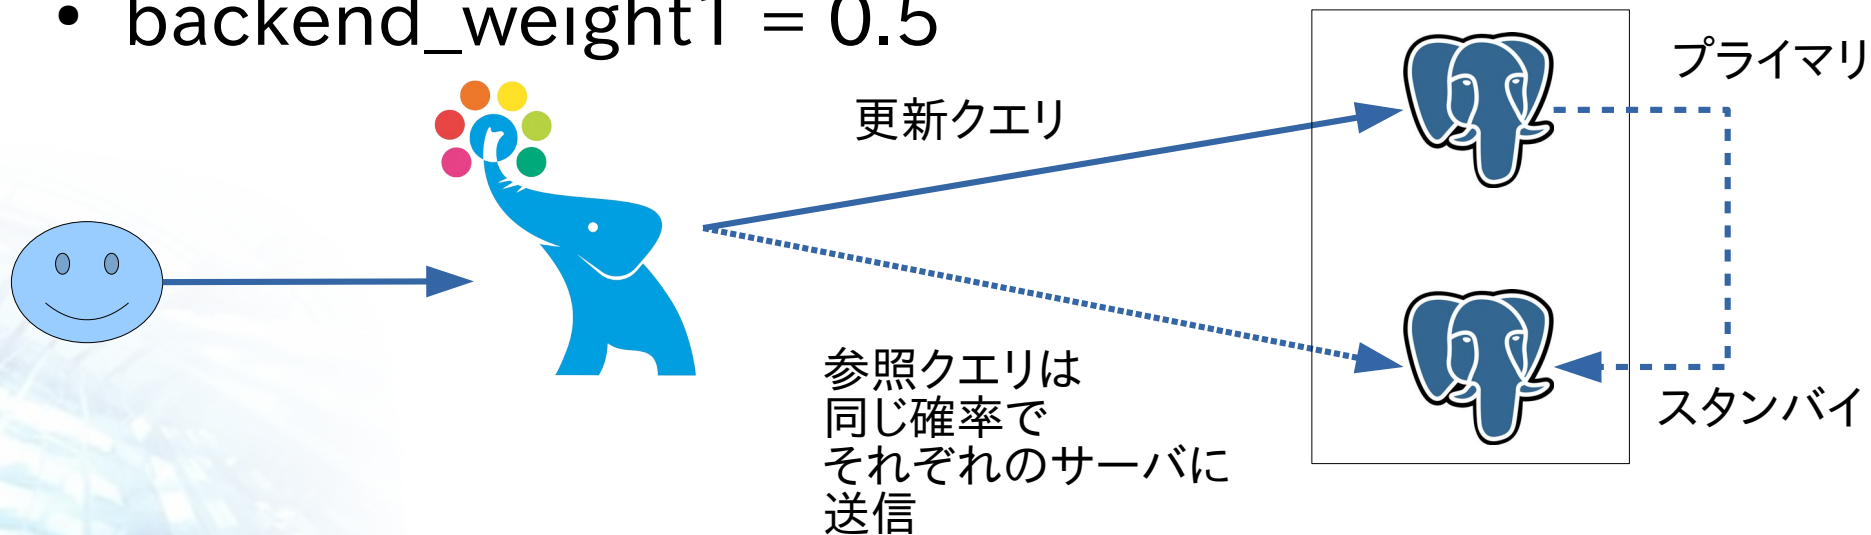 • backend_weight1 = 0.5
プライマリ
更新クエリ
参照クエリは
同じ確率で
それぞれのサーバに
送信
スタンバイ